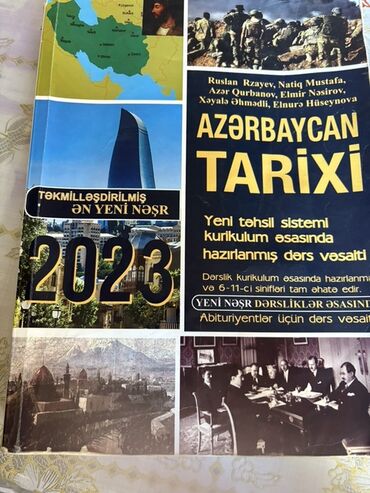 Ruslan Rzayev, Natiq Mustafa,
Azər Qurbanov, Elmir Nəsirov,
Xəyalə Əhmədli, Elnurə Hüseynova
AZƏRBAYCAN
TARİXİ
TƏKMİLLƏŞDİRİLMİŞ
ƏN YENİ NƏŞR
2023
Yeni təhsil sistemi
kurikulum əsasında
hazırlanmış dərs vəsaiti
Dərslik kurikulum əsasında hazırlanmış
və 6-11-ci sinifləri tam əhatə edir.
YENİ NƏŞR DƏRSLİKLƏR ƏSASIND
Abituriyentlər üçün dərs vəsait